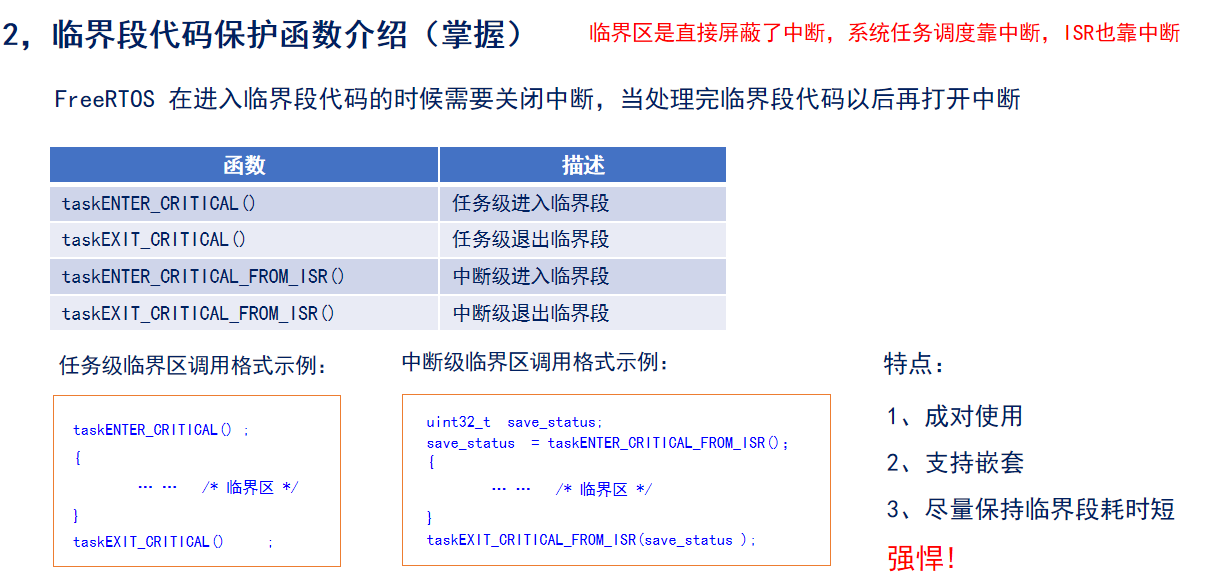 2，临界段代码保护函数介绍（掌握）
临界区是直接屏蔽了中断，系统任务调度靠中断，ISR也靠中断
FreeRTOS 在进入临界段代码的时候需要关闭中断，当处理完临界段代码以后再打开中断
函数 描述
taskENTER_CRITICAL() 任务级进入临界段
taskEXIT_CRITICAL() 任务级退出临界段
taskENTER_CRITICAL_FROM_ISR() 中断级进入临界段
taskEXIT_CRITICAL_FROM_ISR() 中断级退出临界段
任务级临界区调用格式示例：
taskENTER_CRITICAL() ;
{
… … /* 临界区 */
}
taskEXIT_CRITICAL() ;
中断级临界区调用格式示例：
uint32_t save_status;
save_status = taskENTER_CRITICAL_FROM_ISR();
{
… … /* 临界区 */
}
taskEXIT_CRITICAL_FROM_ISR(save_status );
特点：
1、成对使用
2、支持嵌套
3、尽量保持临界段耗时短
强悍!